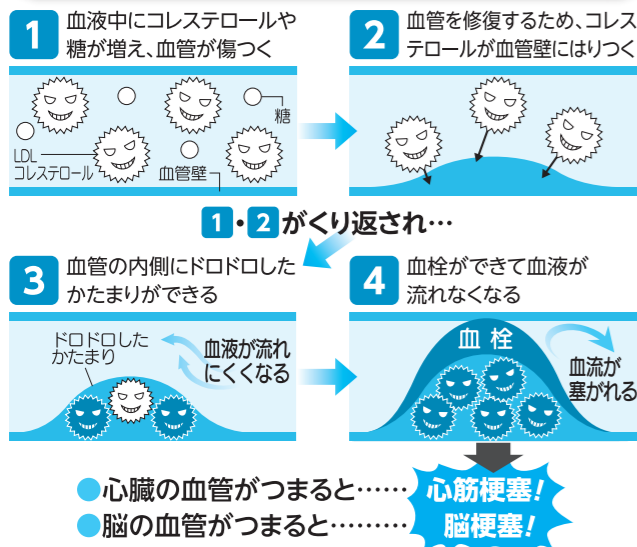 1
血液中にコレステロールや
糖が増え、血管が傷つく
糖
LDL
コレステロール
血管壁
2
血管を修復するため、コレス
テロールが血管壁にはりつく
1・2がくり返され…
3
血管の内側にドロドロした
かたまりができる
ドロドロした
かたまり
血液が流れ
にくくなる
4
血栓ができて血液が
流れなくなる
血栓
血流が
塞がれる
●心臓の血管がつまると……
心筋梗塞!
●脳の血管がつまると………
脳梗塞!